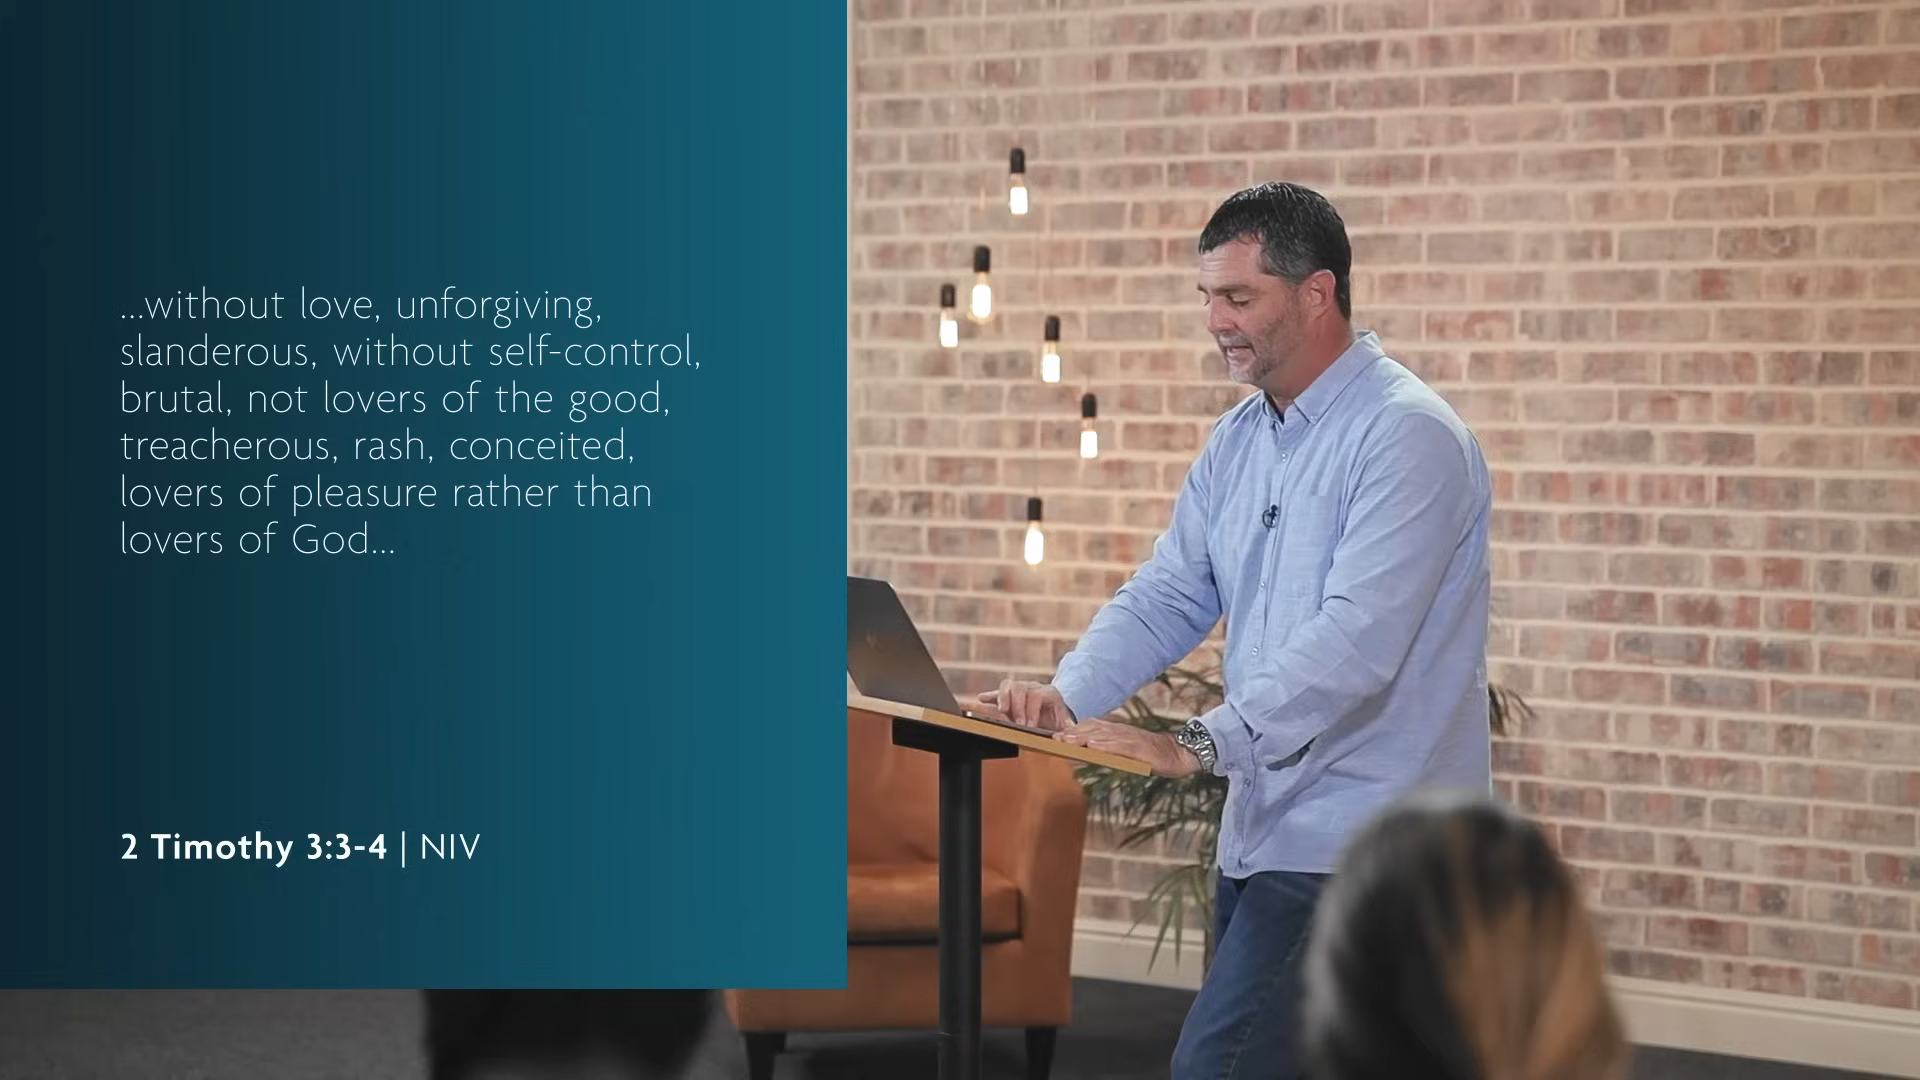 ...without love, unforgiving,
slanderous, without self-control,
brutal, not lovers of the good,
treacherous, rash, conceited,
lovers of pleasure rather than
lovers of God...
2 Timothy 3:3-4 | NIV